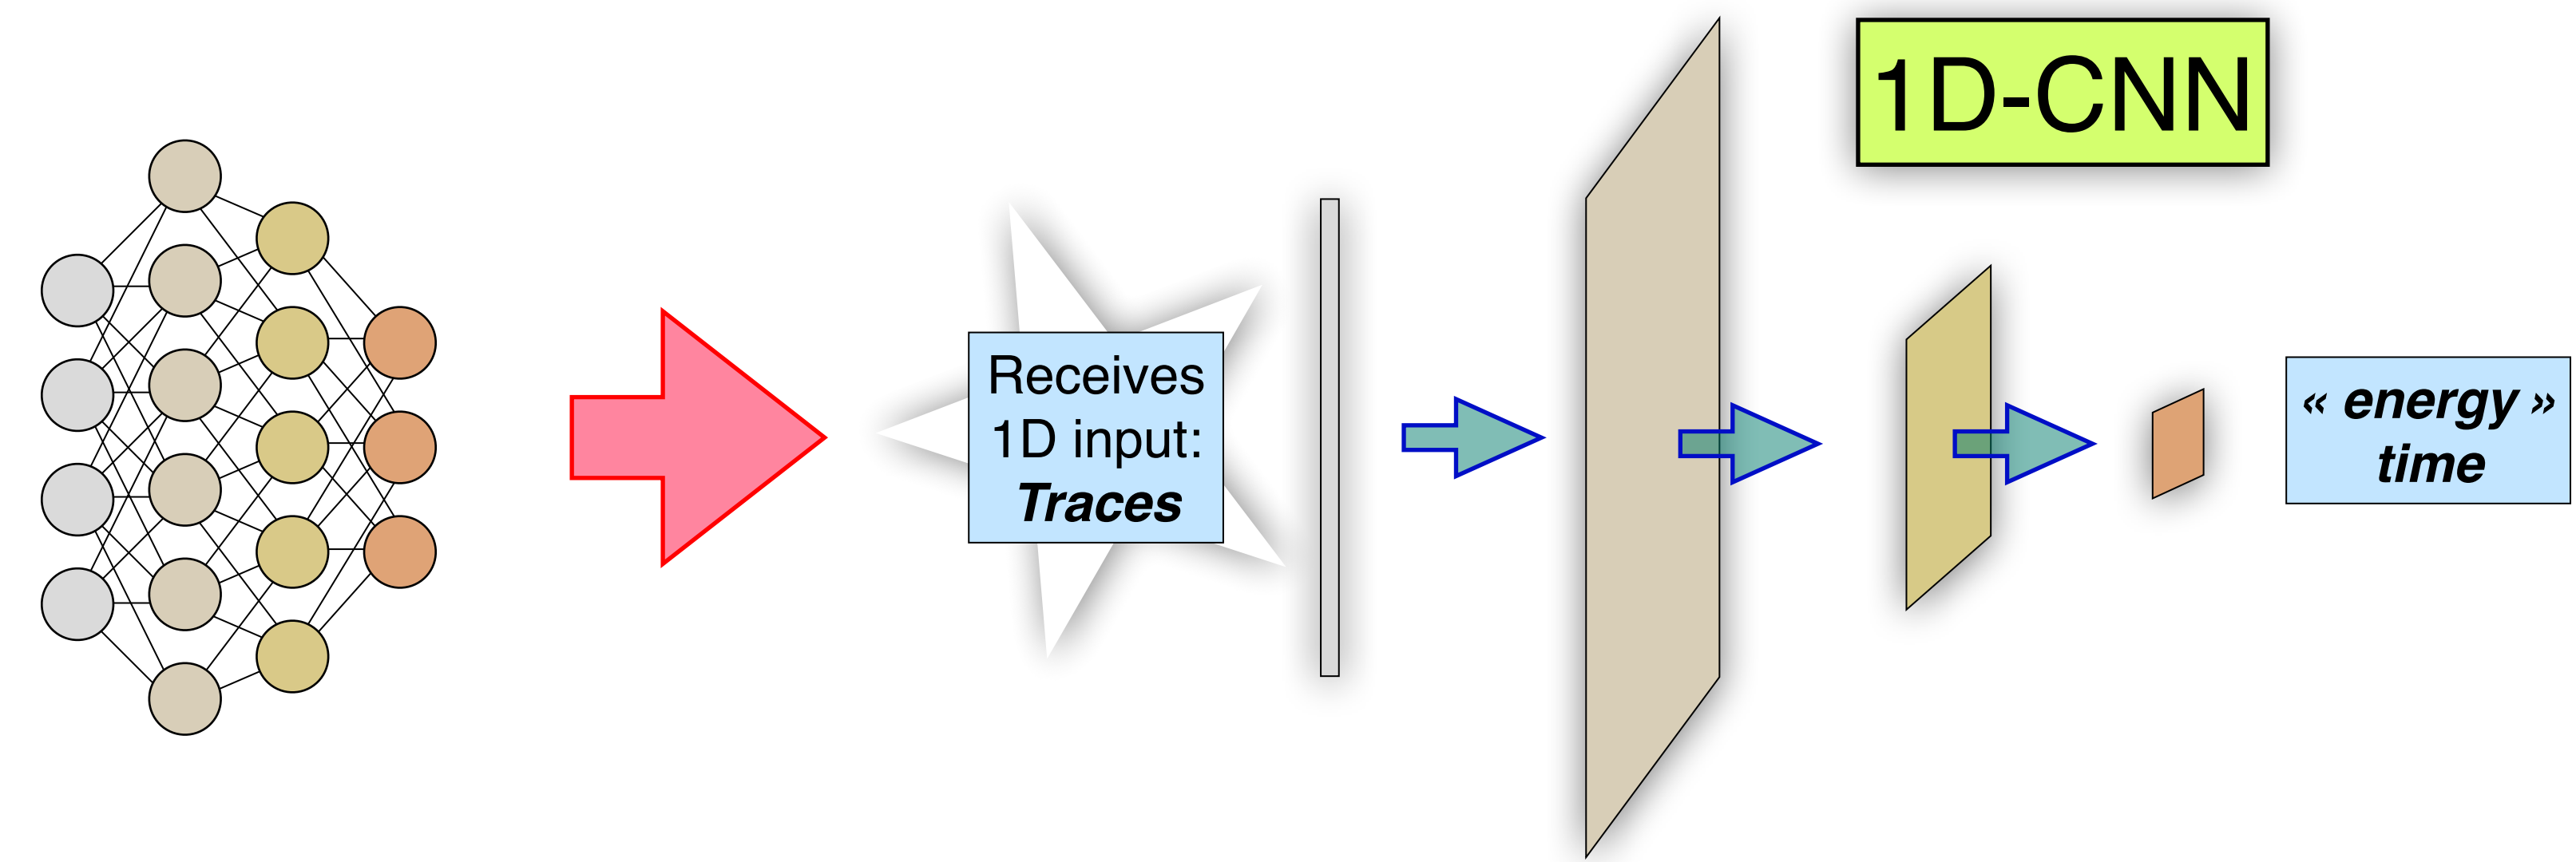 1D-CNN
Receives
1D input:
Traces
« energy »
time